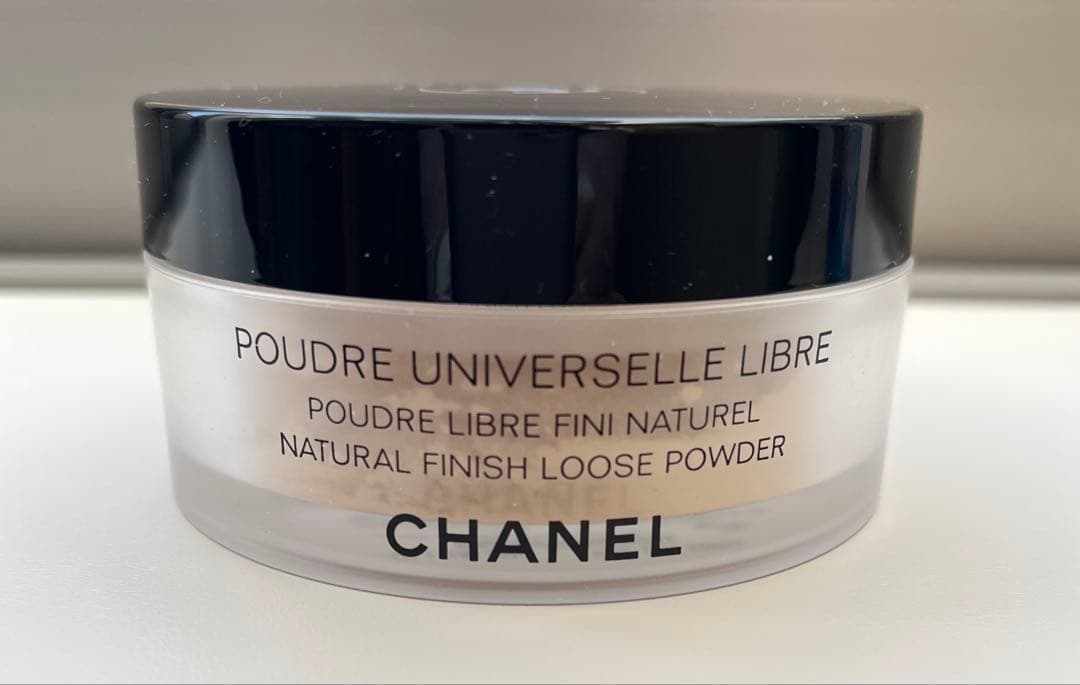 POUDRE UNIVERSELLE LIBRE
POUDRE LIBRE FINI NATUREL
NATURAL FINISH LOOSE POWDER
CHANEL